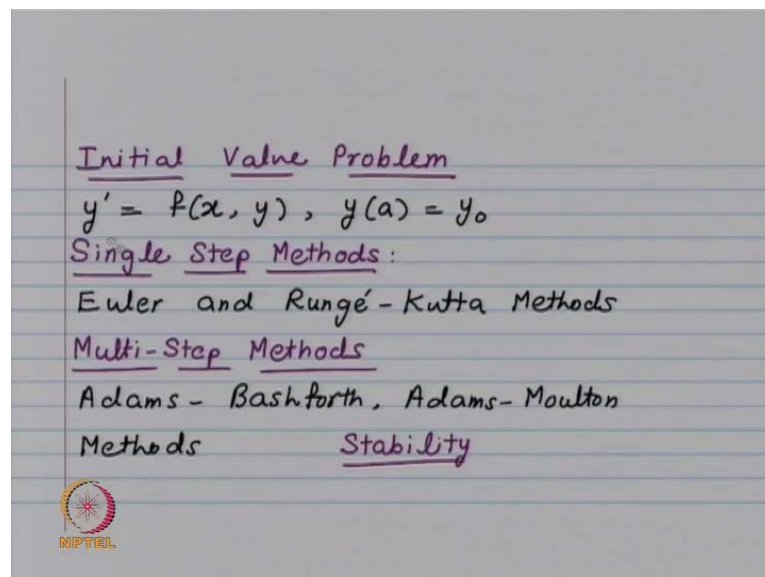 Initial Value Problem
y' = f(x, y), y(a) = y₀
Single Step Methods:
Euler and Rungé-Kutta Methods
Multi-Step Methods
Adams - Bashforth, Adams-Moulton
Methods Stability
NPTEL